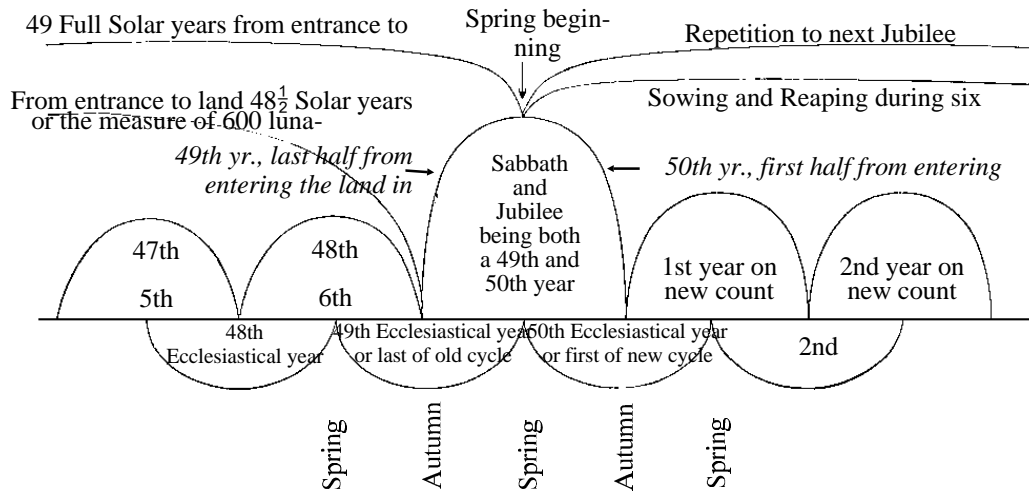 49 Full Solar years from entrance to
Spring begin-
ning
Repetition to next Jubilee
From entrance to land 48½ Solar years
or the measure of 600 luna-
Sowing and Reaping during six
49th yr., last half from
entering the land in
50th yr., first half from entering
Sabbath
and
Jubilee
being both
a 49th and
50th year
47th
48th
5th
6th
1st year on
new count
2nd year on
new count
48th
Ecclesiastical year
49th Ecclesiastical year
or last of old cycle
50th Ecclesiastical year
or first of new cycle
2nd
Spring
Autumn
Spring
Autumn
Spring